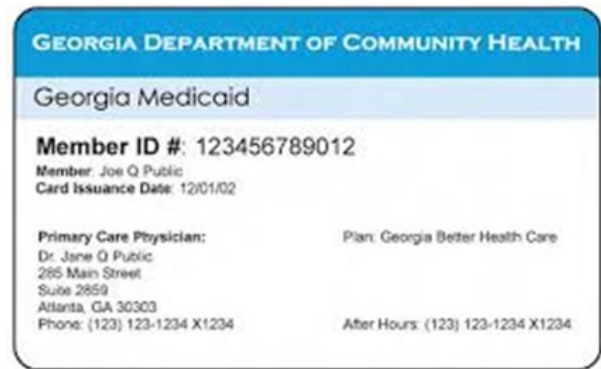 GEORGIA DEPARTMENT OF COMMUNITY HEALTH
Georgia Medicaid
Member ID #: 123456789012
Member: Joe Q Public
Card Issuance Date: 12/01/02
Primary Care Physician:
Dr. Jane Q Public
285 Main Street
Suite 2859
Atlanta, GA 30303
Phone: (123) 123-1234 X1234
Plan: Georgia Better Health Care
After Hours: (123) 123-1234 X1234